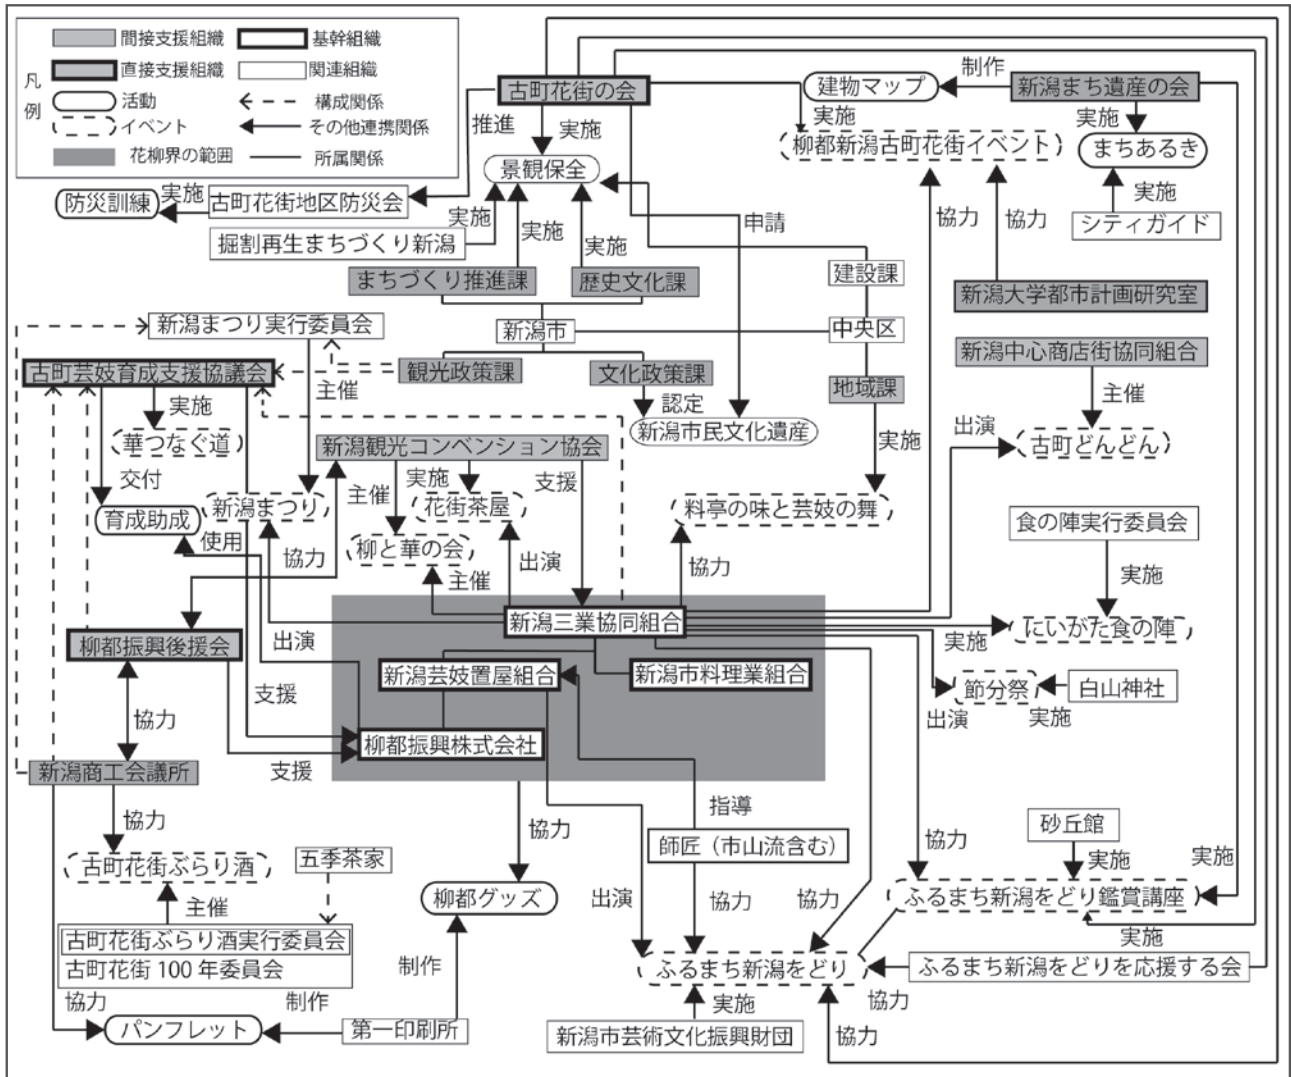 凡
例
間接支援組織
基幹組織
直接支援組織
関連組織
活動
構成関係
イベント
その他連携関係
花柳界の範囲
所属関係
古町花街の会
推進
実施
景観保全
建物マップ
制作
新潟まち遺産の会
実施
実施
柳都新潟古町花街イベント
まちあるき
防災訓練
実施
古町花街地区防災会
実施
実施
実施
申請
協力
協力
実施
シティガイド
掘割再生まちづくり新潟
まちづくり推進課
歴史文化課
建設課
新潟大学都市計画研究室
新潟まつり実行委員会
新潟市
中央区
新潟中心商店街協同組合
古町芸妓育成支援協議会
観光政策課
文化政策課
地域課
主催
実施
認定
主催
華つなぐ道
新潟市民文化遺産
出演
古町どんどん
新潟観光コンベンション協会
実施
交付
主催
実施
支援
育成助成
新潟まつり
花街茶屋
料亭の味と芸妓の舞
食の陣実行委員会
使用
協力
柳と華の会
出演
協力
実施
主催
新潟三業協同組合
にいがた食の陣
出演
実施
柳都振興後援会
新潟芸妓置屋組合
新潟市料理業組合
支援
節分祭
白山神社
出演
実施
協力
柳都振興株式会社
新潟商工会議所
支援
指導
協力
協力
師匠（市山流含む）
協力
砂丘館
実施
実施
古町花街ぶらり酒
五季茶家
柳都グッズ
出演
協力
協力
ふるまち新潟をどり鑑賞講座
主催
実施
古町花街ぶらり酒実行委員会
古町花街 100 年委員会
制作
ふるまち新潟をどり
ふるまち新潟をどりを応援する会
協力
制作
実施
協力
パンフレット
第一印刷所
新潟市芸術文化振興財団
協力